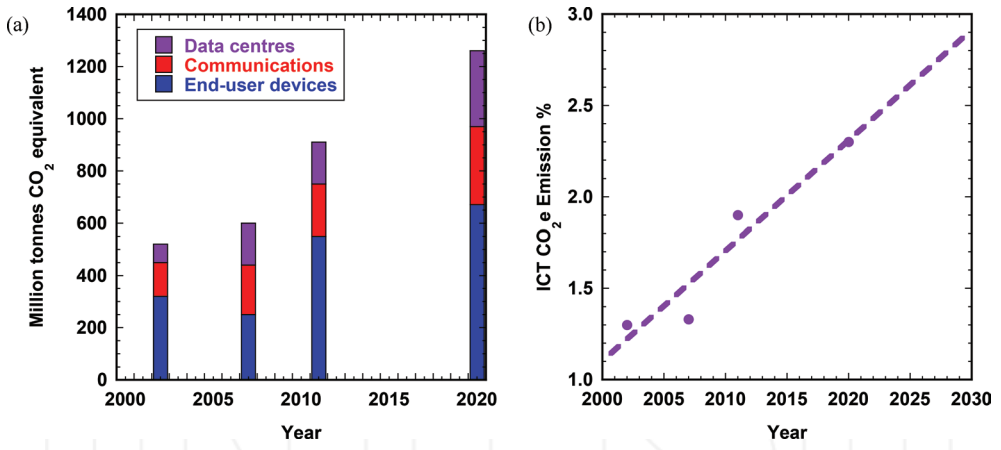 (a)
Million tonnes CO2 equivalent
1400
1200
1000
800
600
400
200
0
Data centres
Communications
End-user devices
2000 2005 2010 2015 2020
Year
(b)
ICT CO2 e Emission %
3.0
2.5
2.0
1.5
1.0
2000 2005 2010 2015 2020 2025 2030
Year